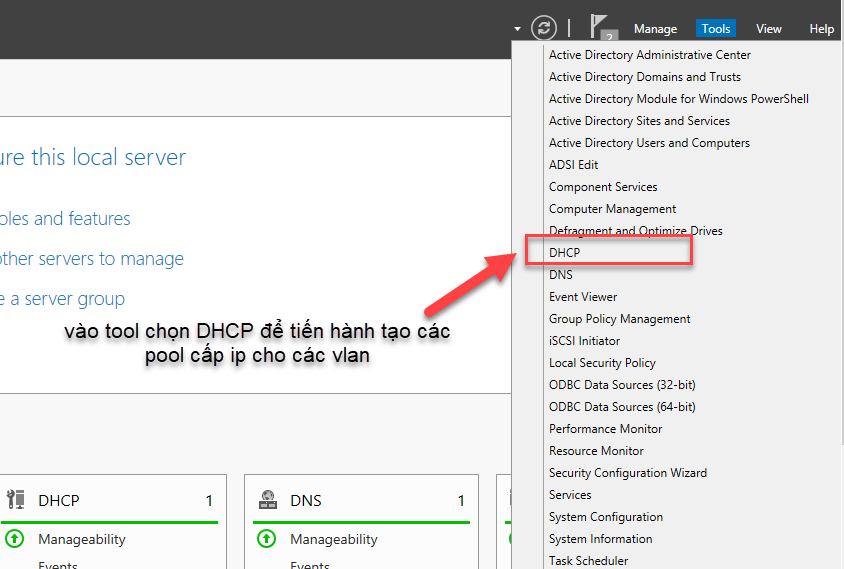 2
Manage
Tools
View
Help
Active Directory Administrative Center
Active Directory Domains and Trusts
Active Directory Module for Windows PowerShell
Active Directory Sites and Services
Active Directory Users and Computers
ADSI Edit
Component Services
Computer Management
Defragment and Optimize Drives
DHCP
DNS
Event Viewer
Group Policy Management
iSCSI Initiator
Local Security Policy
ODBC Data Sources (32-bit)
ODBC Data Sources (64-bit)
Performance Monitor
Resource Monitor
Security Configuration Wizard
Services
System Configuration
System Information
Task Scheduler
ure this local server
oles and features
other servers to manage
e a server group
vào tool chọn DHCP để tiến hành tạo các
pool cấp ip cho các vlan
DHCP 1
Manageability
Events
DNS 1
Manageability
Events